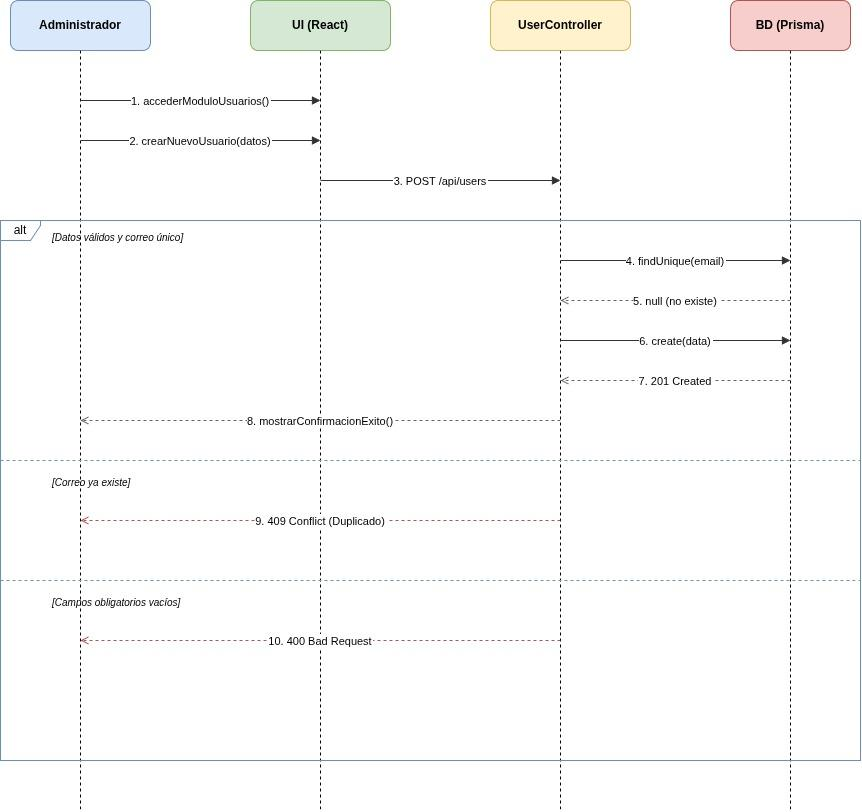 Administrador
UI (React)
UserController
BD (Prisma)
1. accederModuloUsuarios()
2. crearNuevoUsuario(datos)
3. POST /api/users
alt
[Datos válidos y correo único]
4. findUnique(email)
5. null (no existe)
6. create(data)
7. 201 Created
8. mostrarConfirmacionExito()
[Correo ya existe]
9. 409 Conflict (Duplicado)
[Campos obligatorios vacíos]
10. 400 Bad Request